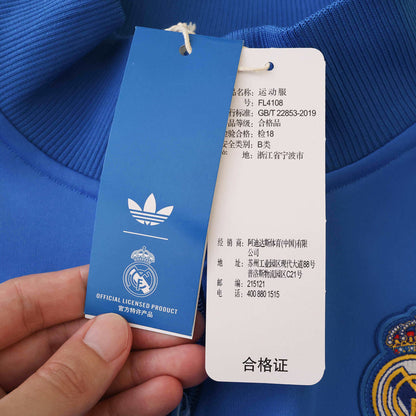 OFFICIAL LICENSED PRODUCT
官方特许产品
品名称: 运动服
号: FL4108
行标准: GB/T 22853-2019
品等级: 合格品
验合格: 检18
安全类别: B类
地: 浙江省宁波市
经销商: 阿迪达斯体育(中国)有限
公司
地址: 苏州工业园区现代大道88号
普洛斯物流园区C21号
邮编: 215121
电话: 400 880 1515
合格证